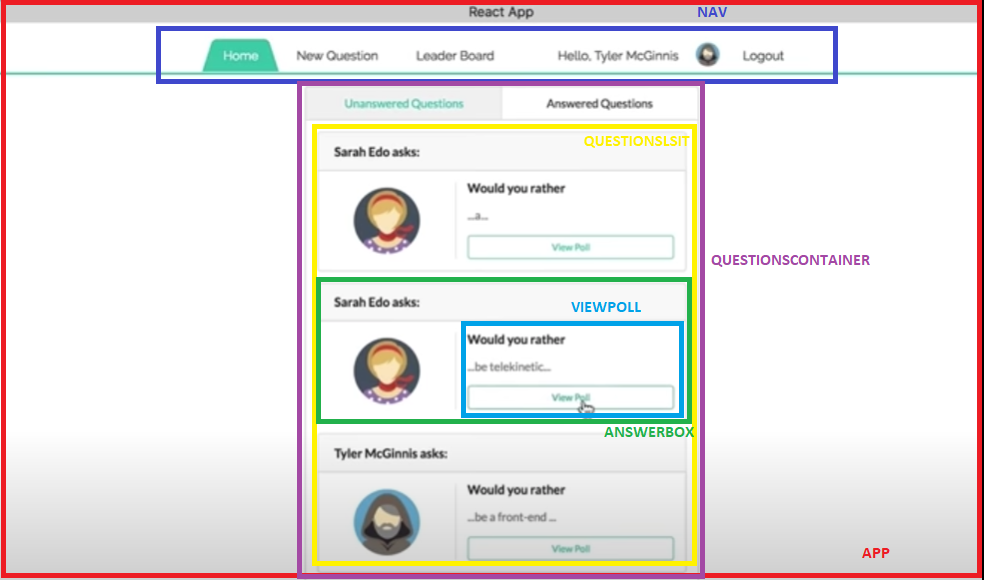 React App
NAV
Home New Question Leader Board Hello, Tyler McGinnis Logout
Unanswered Questions Answered Questions
QUESTIONSLSIT
Sarah Edo asks:
Would you rather
...a...
View Poll
QUESTIONSCONTAINER
Sarah Edo asks:
VIEWPOLL
Would you rather
...be telekinetic...
View Poll
ANSWERBOX
Tyler McGinnis asks:
Would you rather
...be a front-end ...
View Poll
APP